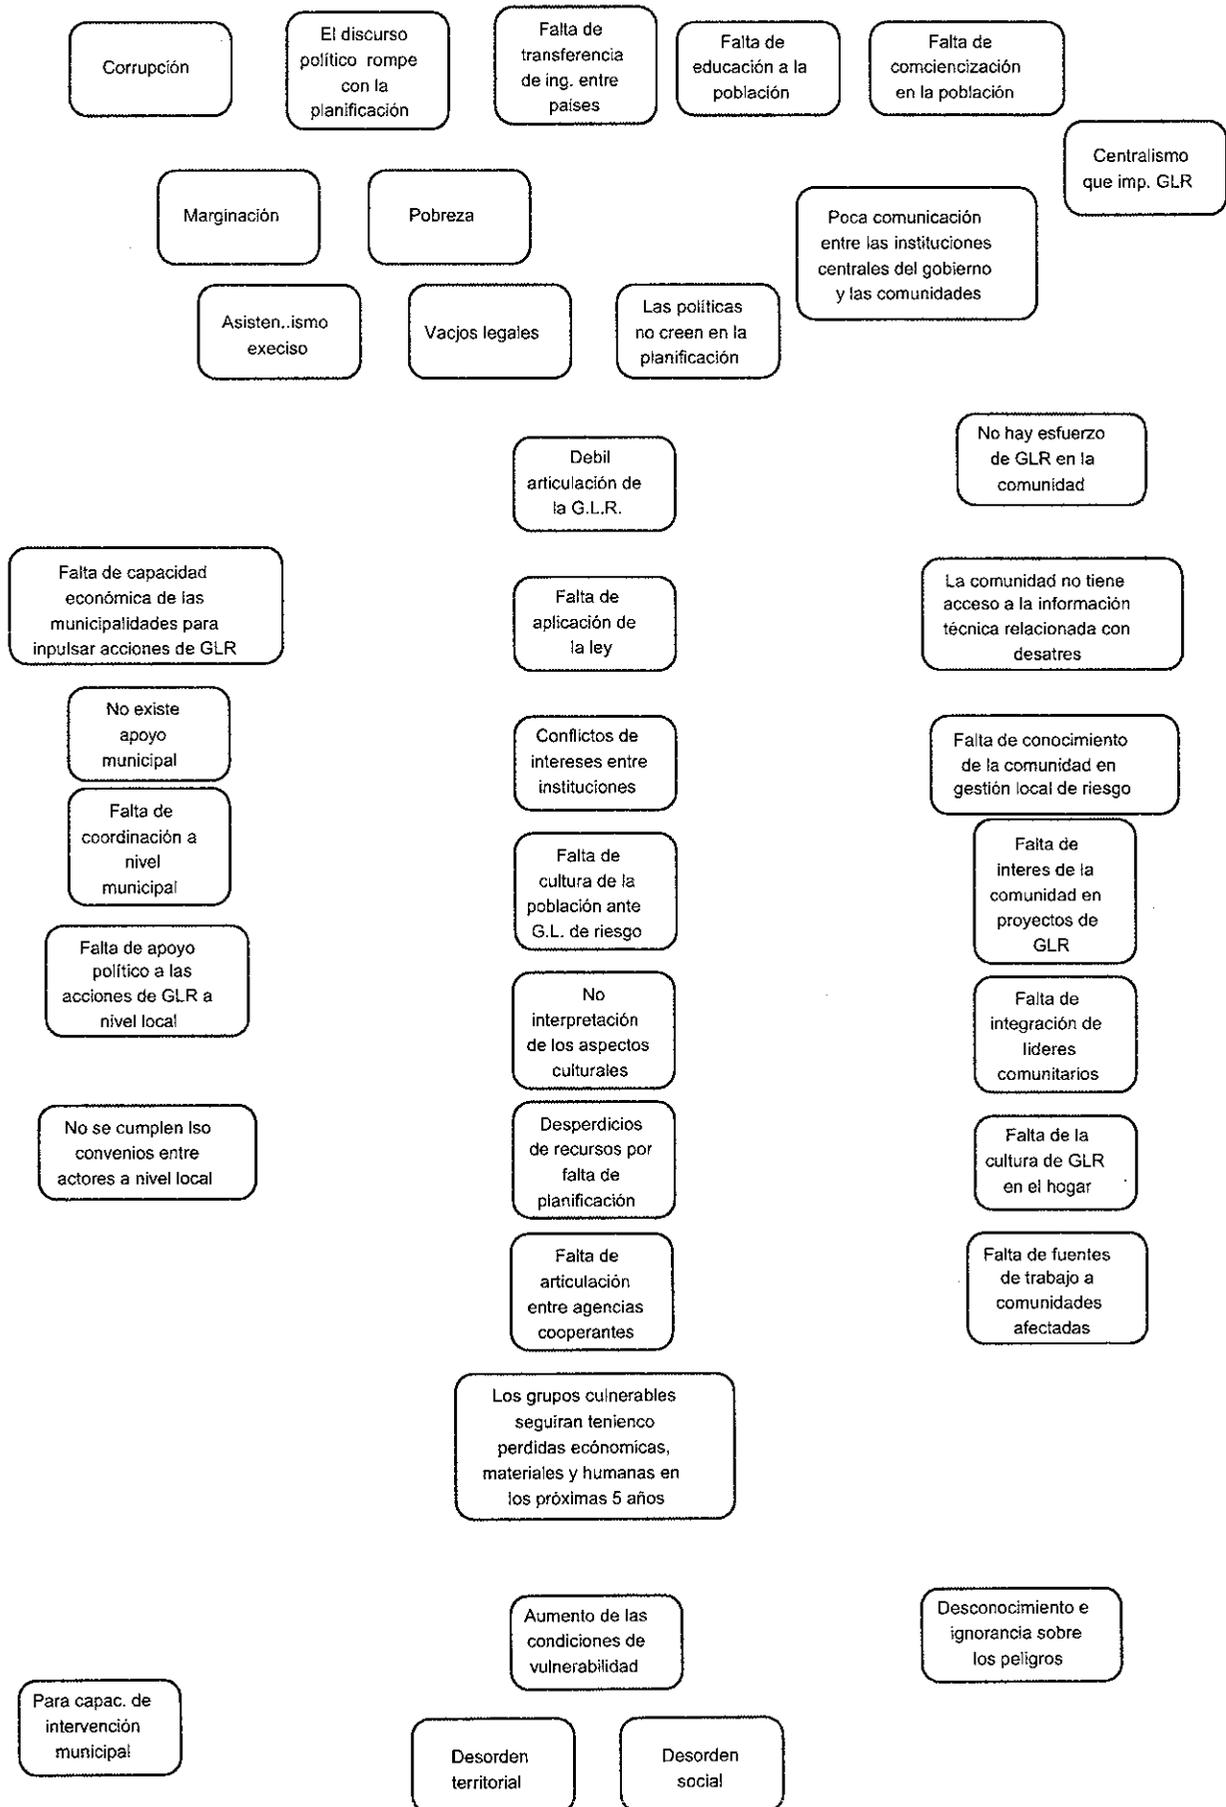 Corrupción
El discurso
político rompe
con la
planificación
Falta de
transferencia
de ing. entre
países
Falta de
educación a la
población
Falta de
comciencización
en la población
Centralismo
que imp. GLR
Marginación
Pobreza
Poca comunicación
entre las instituciones
centrales del gobierno
y las comunidades
Asisten..ismo
execiso
Vacjos legales
Las políticas
no creen en la
planificación
Debil
articulación de
la G.L.R.
No hay esfuerzo
de GLR en la
comunidad
Falta de capacidad
económica de las
municipalidades para
inpulsar acciones de GLR
Falta de
aplicación de
la ley
La comunidad no tiene
acceso a la información
técnica relacionada con
desatres
No existe
apoyo
municipal
Conflictos de
intereses entre
instituciones
Falta de conocimiento
de la comunidad en
gestión local de riesgo
Falta de
coordinación a
nivel
municipal
Falta de
cultura de la
población ante
G.L. de riesgo
Falta de
interes de la
comunidad en
proyectos de
GLR
Falta de apoyo
político a las
acciones de GLR a
nivel local
No
interpretación
de los aspectos
culturales
Falta de
integración de
lideres
comunitarios
No se cumplen lso
convenios entre
actores a nivel local
Desperdicios
de recursos por
falta de
planificación
Falta de la
cultura de GLR
en el hogar
Falta de
articulación
entre agencias
cooperantes
Falta de fuentes
de trabajo a
comunidades
afectadas
Los grupos culnerables
seguiran tenienco
perdidas ecónomicas,
materiales y humanas en
los próximas 5 años
Aumento de las
condiciones de
vulnerabilidad
Desconocimiento e
ignorancia sobre
los peligros
Para capac. de
intervención
municipal
Desorden
territorial
Desorden
social